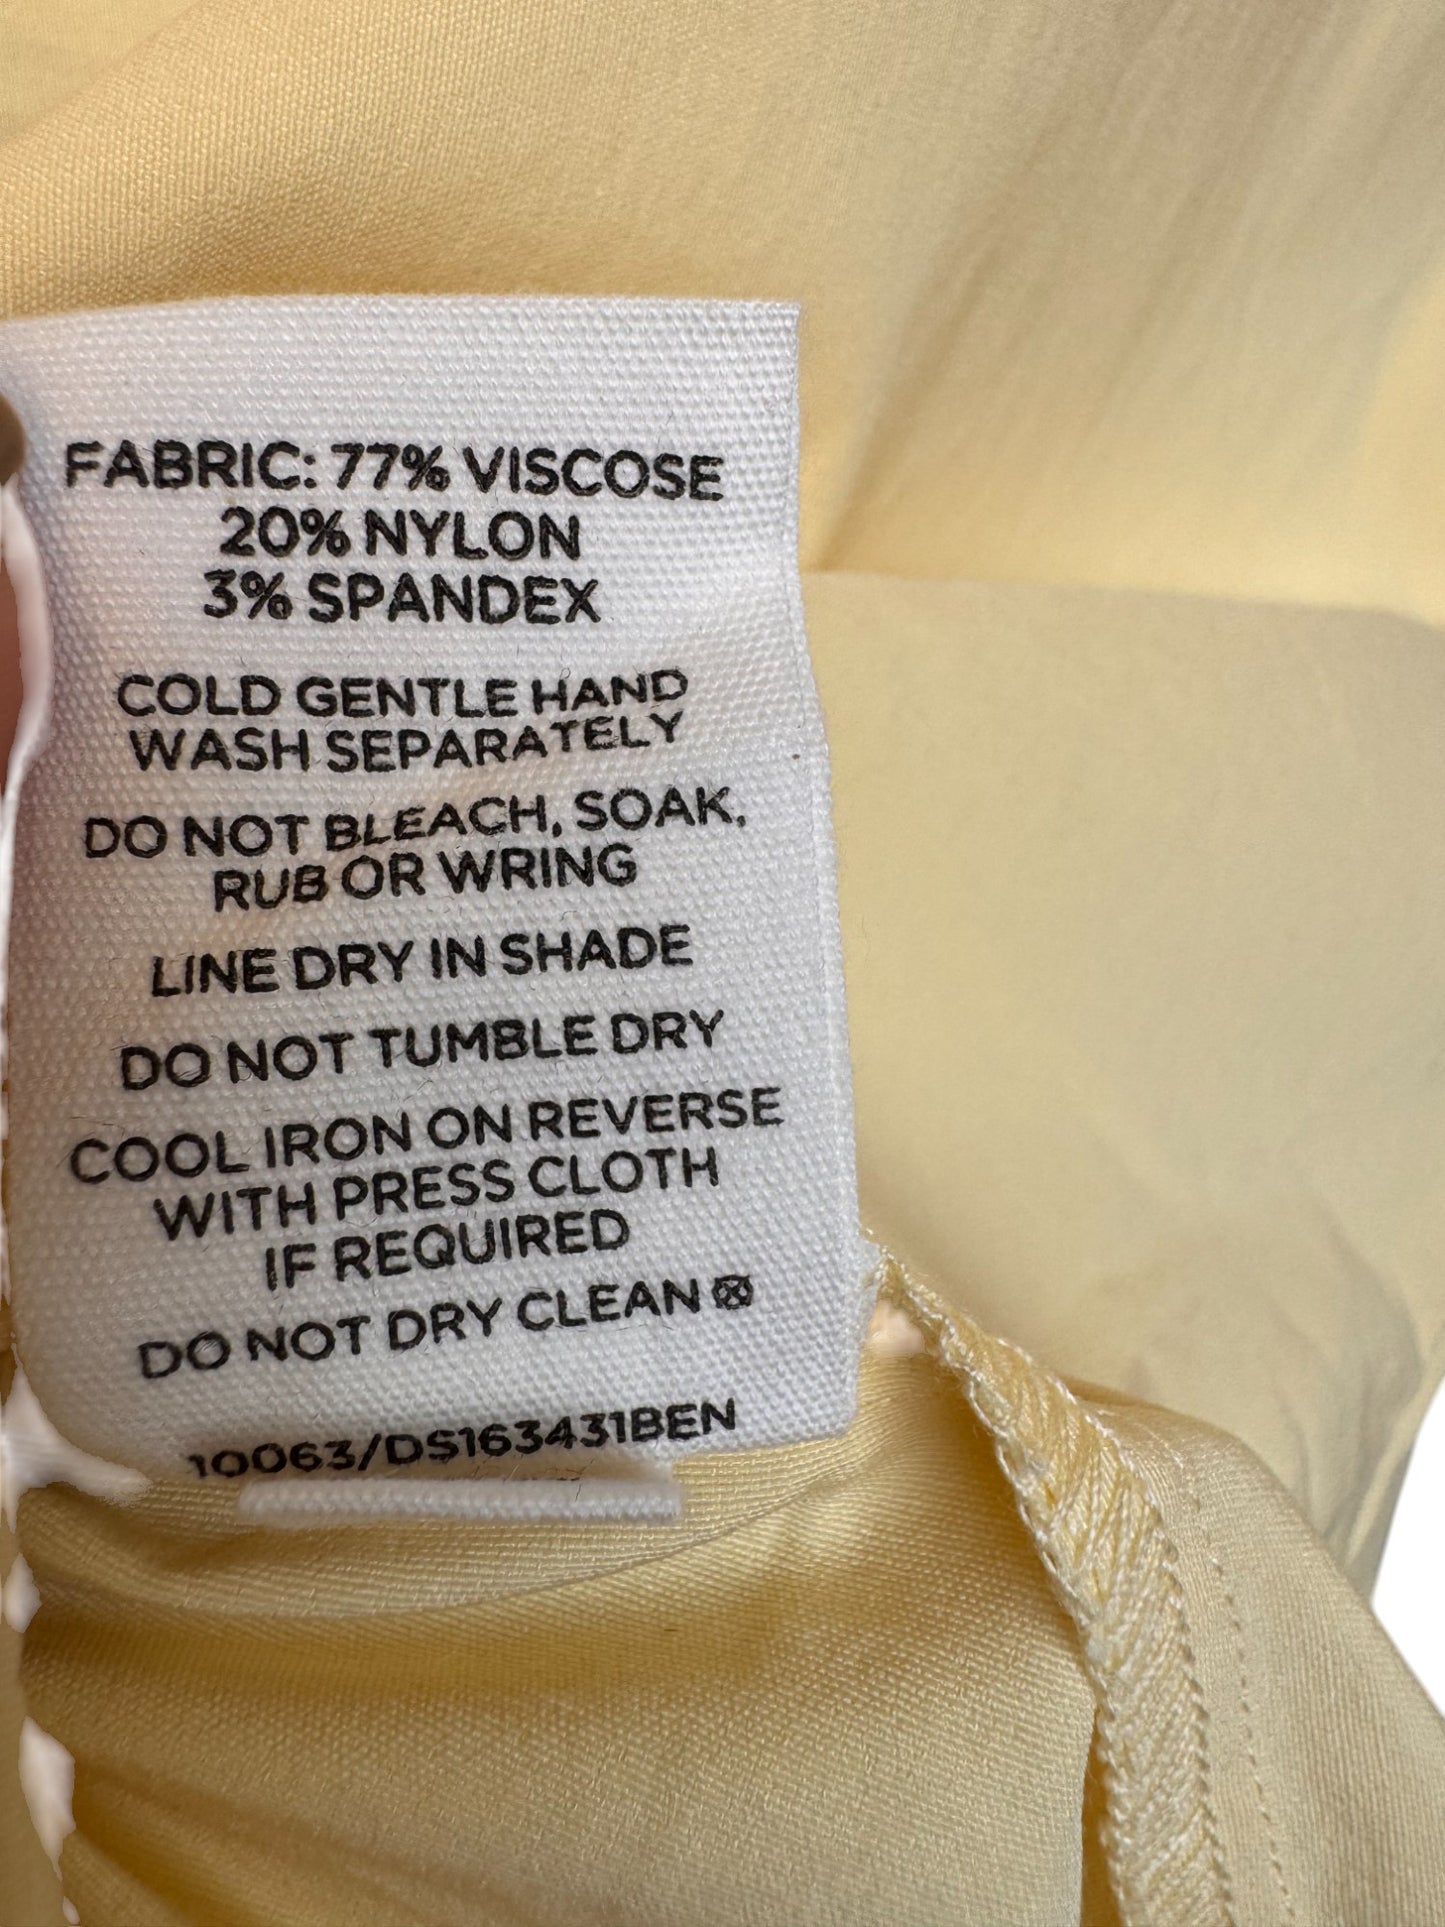 FABRIC: 77% VISCOSE
20% NYLON
3% SPANDEX
COLD GENTLE HAND
WASH SEPARATELY
DO NOT BLEACH, SOAK,
RUB OR WRING
LINE DRY IN SHADE
DO NOT TUMBLE DRY
COOL IRON ON REVERSE
WITH PRESS CLOTH
IF REQUIRED
DO NOT DRY CLEAN
10063/DS163431BEN